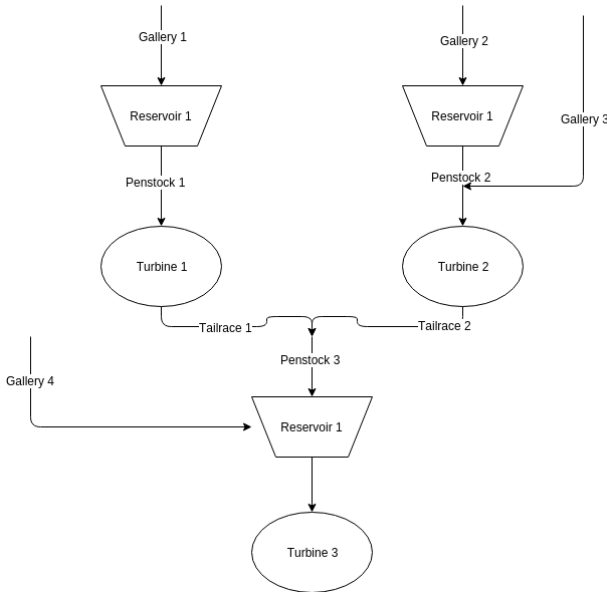 Gallery 1
Gallery 2
Reservoir 1
Reservoir 1
Gallery 3
Penstock 1
Penstock 2
Turbine 1
Turbine 2
Tailrace 1
Tailrace 2
Penstock 3
Gallery 4
Reservoir 1
Turbine 3